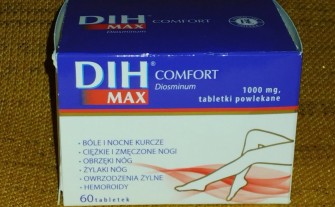 DIH® COMFORT
MAX Diosminum
1000 mg.
tabletki powlekane
- BÓLE I NOCNE KURCZE
- CIĘŻKIE I ZMĘCZONE NOGI
- OBRZĘKI NÓG
- ŻYLAKI NÓG
- OWRZODZENIA ŻYLNE
- HEMOROIDY
60 tabletek